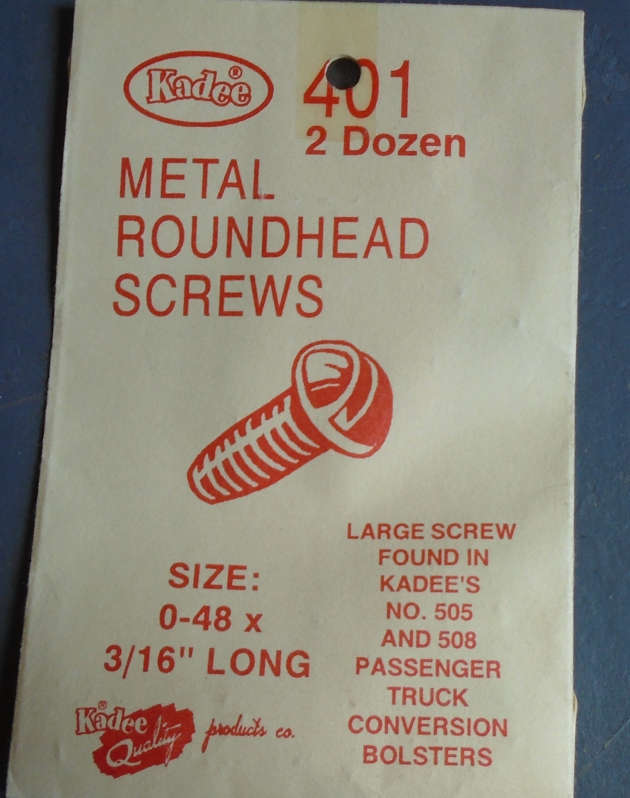 Kadee®
401
2 Dozen
METAL
ROUNDHEAD
SCREWS
SIZE:
0-48 x
3/16" LONG
LARGE SCREW
FOUND IN
KADEE'S
NO. 505
AND 508
PASSENGER
TRUCK
CONVERSION
BOLSTERS
Kadee®
Quality products co.